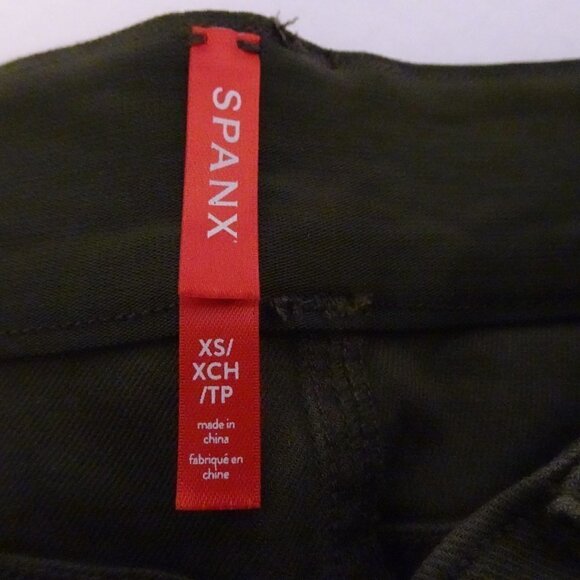 SPANX
XS/
XCH
/TP
made in
china
fabriqué en
chine